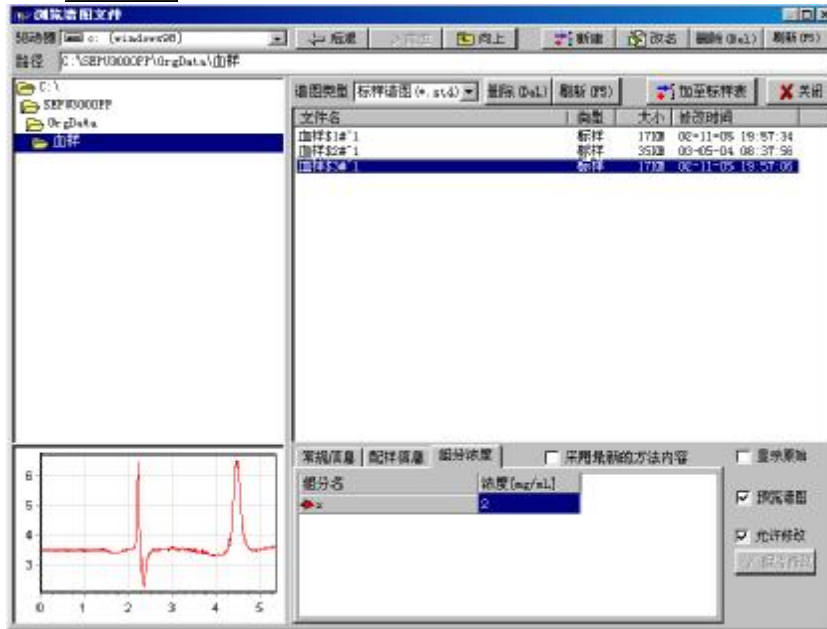 浏览谱图文件
驱动器 c: (windows98) 后退 向上 新建 改名 删除(Del) 刷新(F5)
路径 C:\SEPU3000PP\OrgData\血样
C:\
SEPU3000PP
OrgData
血样
谱图类型 标样谱图(*.std) 删除(Del) 刷新(F5) 加至标样表 关闭
文件名 类型 大小 修改时间
血样$1#~1 标样 17KB 02-11-05 19:57:34
血样$2#~1 标样 35KB 03-05-04 08:37:56
血样$3#~1 标样 17KB 02-11-05 19:57:06
常规信息 配样信息 组分浓度 采用最新的方法内容 显示原始
组分名 浓度[mg/mL]
x 2
预览谱图
允许修改
6
5
4
3
0 1 2 3 4 5